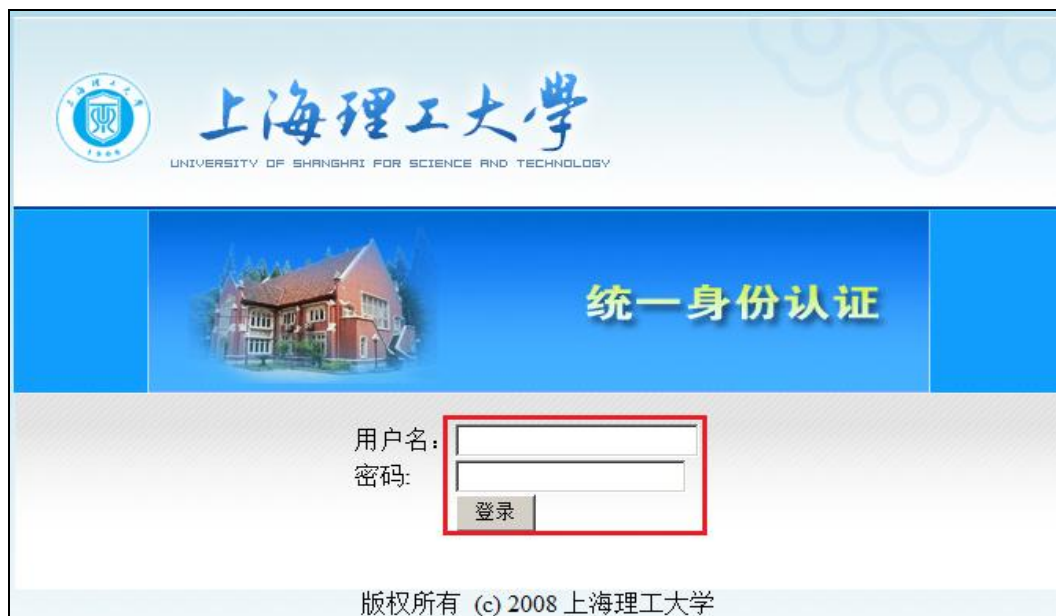 上海理工大學
UNIVERSITY OF SHANGHAI FOR SCIENCE AND TECHNOLOGY
统一身份认证
用户名：
密码:
登录
版权所有 (c) 2008 上海理工大学